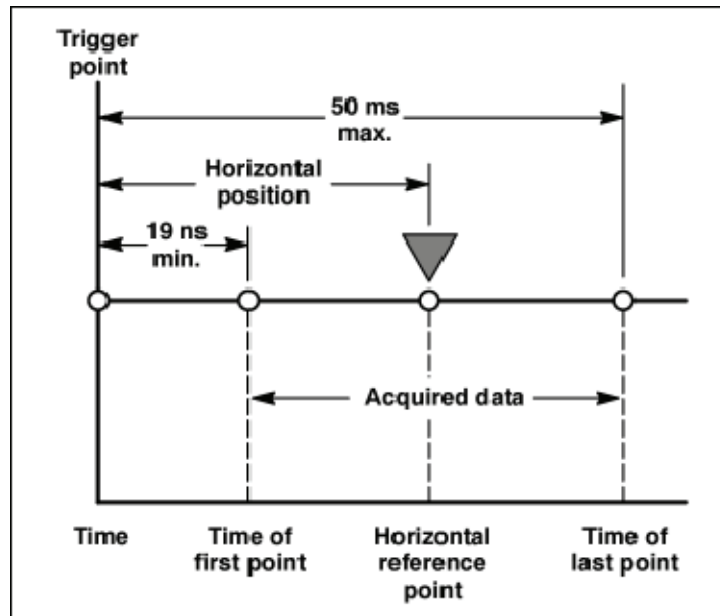 Trigger
point
50 ms
max.
Horizontal
position
19 ns
min.
Acquired data
Time
Time of
first point
Horizontal
reference
point
Time of
last point